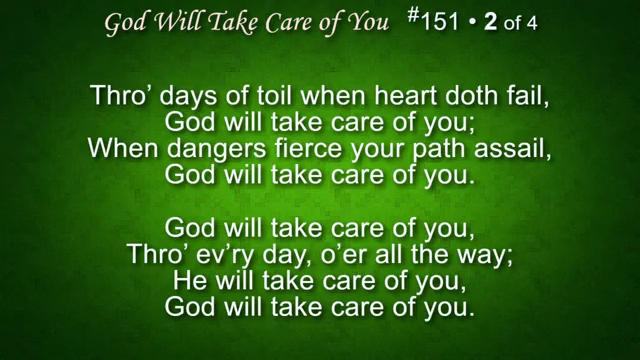 God Will Take Care of You #151 • 2 of 4
Thro’ days of toil when heart doth fail,
God will take care of you;
When dangers fierce your path assail,
God will take care of you.
God will take care of you,
Thro’ ev’ry day, o’er all the way;
He will take care of you,
God will take care of you.